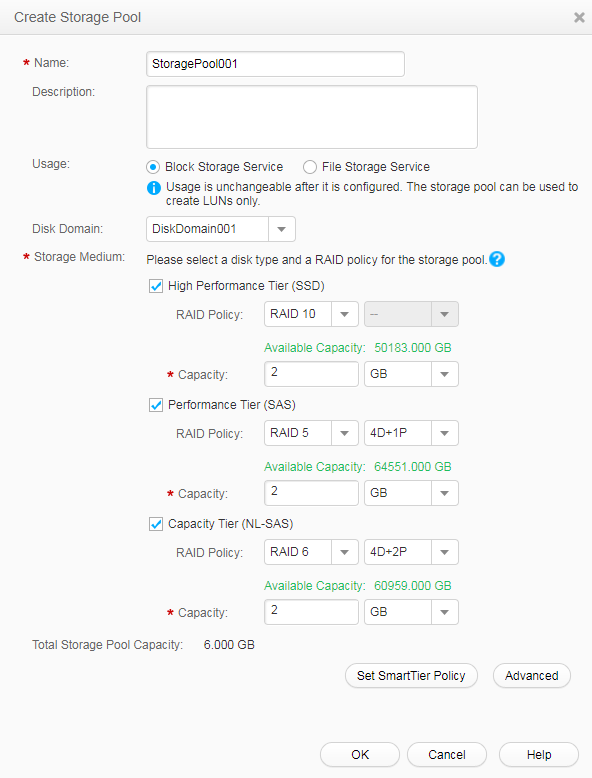 Create Storage Pool
* Name: StoragePool001
Description:
Usage: Block Storage Service File Storage Service
Usage is unchangeable after it is configured. The storage pool can be used to
create LUNs only.
Disk Domain: DiskDomain001
* Storage Medium: Please select a disk type and a RAID policy for the storage pool. ?
High Performance Tier (SSD)
RAID Policy: RAID 10 --
Available Capacity: 50183.000 GB
* Capacity: 2 GB
Performance Tier (SAS)
RAID Policy: RAID 5 4D+1P
Available Capacity: 64551.000 GB
* Capacity: 2 GB
Capacity Tier (NL-SAS)
RAID Policy: RAID 6 4D+2P
Available Capacity: 60959.000 GB
* Capacity: 2 GB
Total Storage Pool Capacity: 6.000 GB
Set SmartTier Policy Advanced
OK Cancel Help